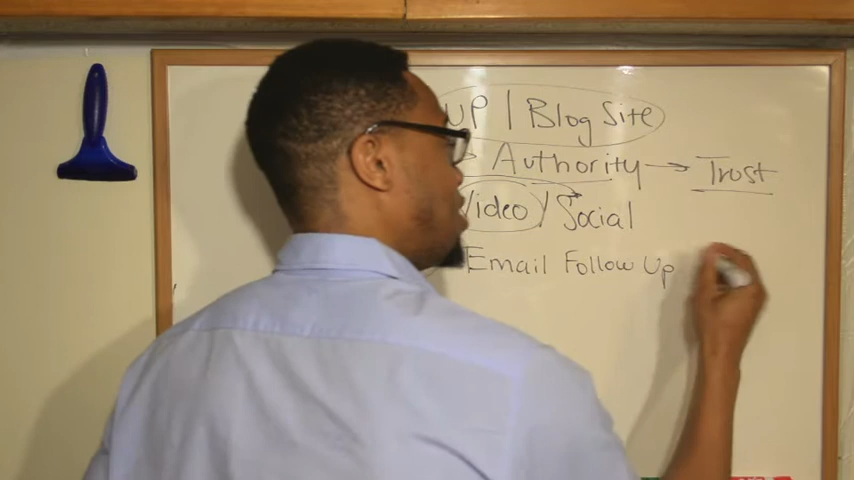 UP | Blog Site
Authority → Trust
Video / Social
Email Follow Up